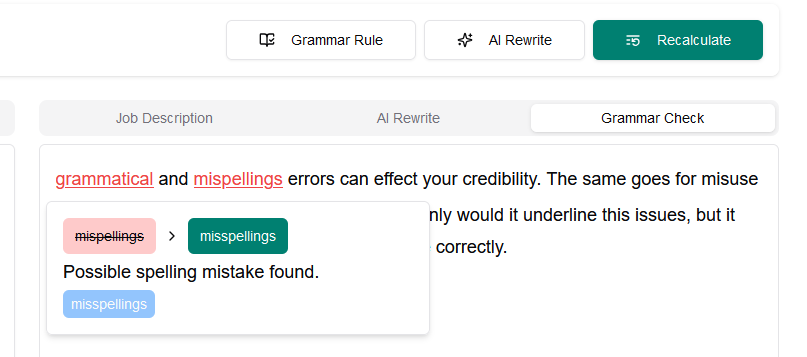 Grammar Rule
AI Rewrite
Recalculate
Job Description
AI Rewrite
Grammar Check
grammatical and mispellings errors can effect your credibility. The same goes for misuse
nly would it underline this issues, but it
correctly.
mispellings > misspellings
Possible spelling mistake found.
misspellings